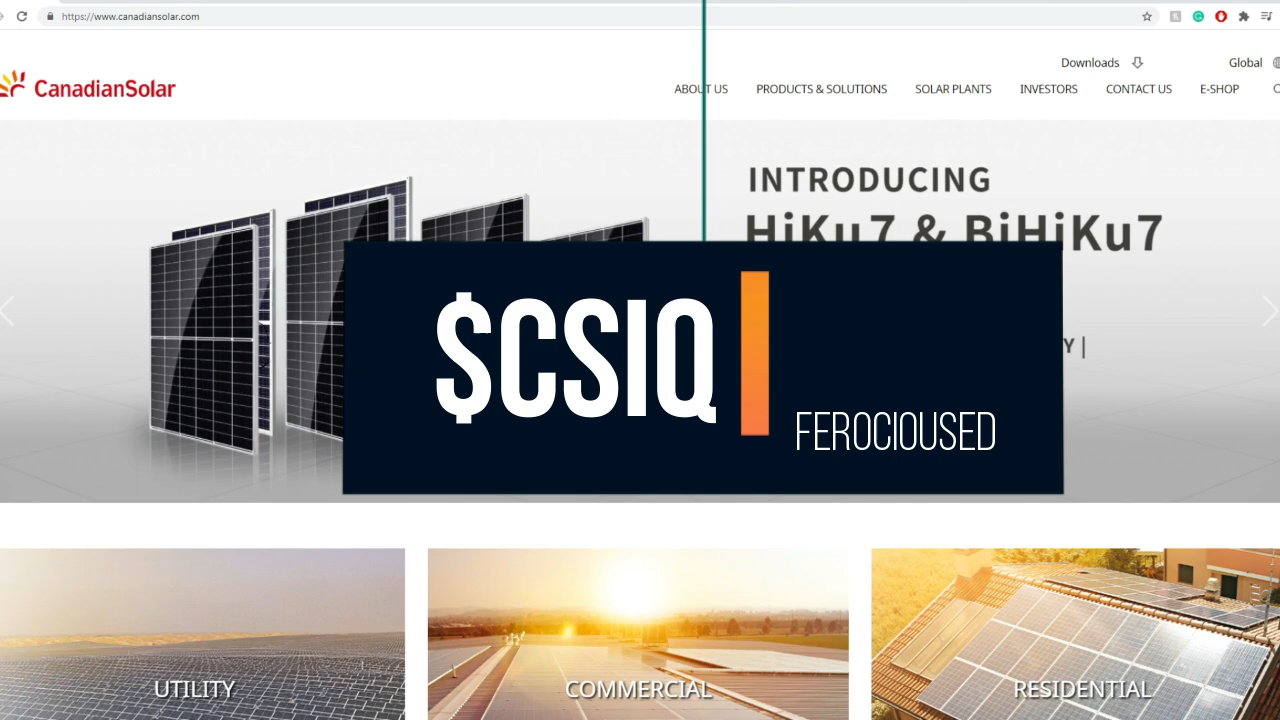 https://www.canadiansolar.com
Downloads
Global
CanadianSolar
ABOUT US
PRODUCTS & SOLUTIONS
SOLAR PLANTS
INVESTORS
CONTACT US
E-SHOP
INTRODUCING
HiKu7 & BiHiKu7
Y |
$CSIQ
FEROCIOUSED
UTILITY
COMMERCIAL
RESIDENTIAL